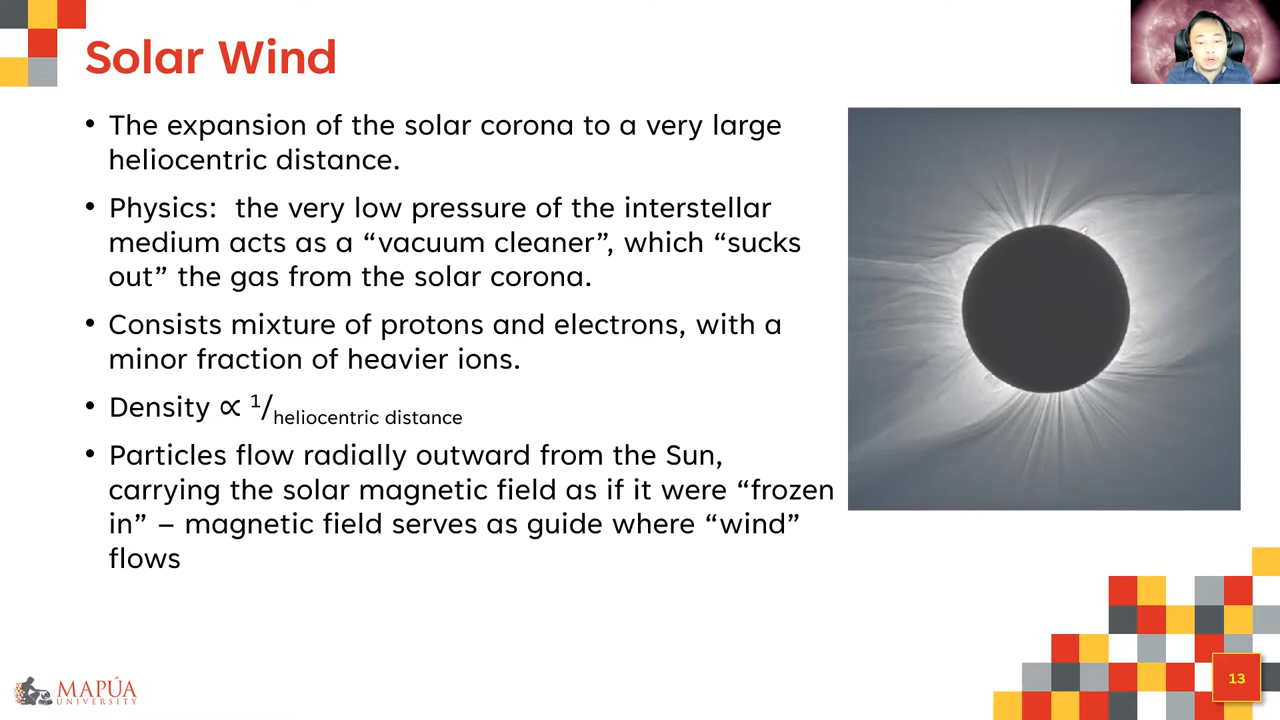 Solar Wind
• The expansion of the solar corona to a very large
heliocentric distance.
• Physics:  the very low pressure of the interstellar
medium acts as a “vacuum cleaner”, which “sucks
out” the gas from the solar corona.
• Consists mixture of protons and electrons, with a
minor fraction of heavier ions.
• Density ∝ 1/heliocentric distance
• Particles flow radially outward from the Sun,
carrying the solar magnetic field as if it were “frozen
in” – magnetic field serves as guide where “wind”
flows
MAPÚA
UNIVERSITY
13